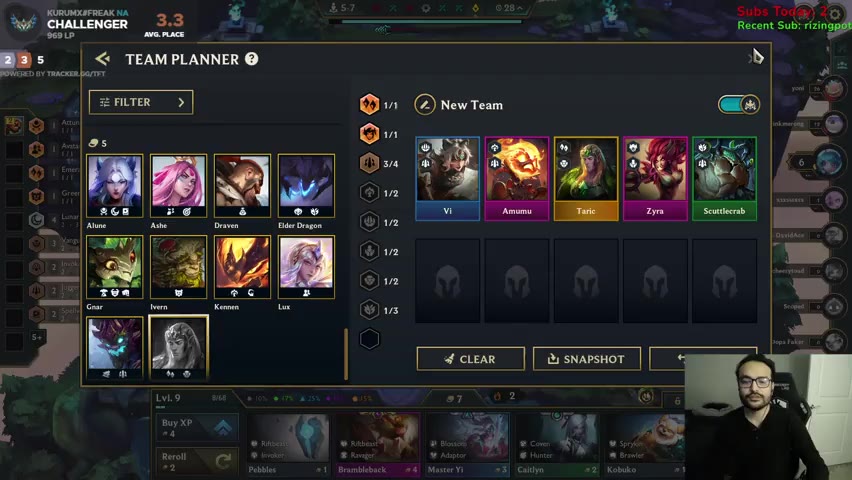 KURUMX#FREAK NA
CHALLENGER
969 LP
3.3
AVG. PLACE
5-7
0:28
Subs Today: 2
Recent Sub: rizingpot
2 3 5
POWERED BY TRACKER.GG/TFT
TEAM PLANNER ?
FILTER
New Team
5
Alune
Ashe
Draven
Elder Dragon
Gnar
Ivern
Kennen
Lux
1/1
1/1
3/4
1/2
1/2
1/2
1/2
1/3
Vi
Amumu
Taric
Zyra
Scuttlecrab
CLEAR
SNAPSHOT
5+
6
Lvl. 9
8/68
7
2
Buy XP
4
Reroll
2
Riftbeast
Invoker
Pebbles
1
Riftbeast
Ravager
Brambleback
4
Blossom
Adaptor
Master Yi
3
Coven
Hunter
Caitlyn
2
Sprykin
Brawler
Kobuko